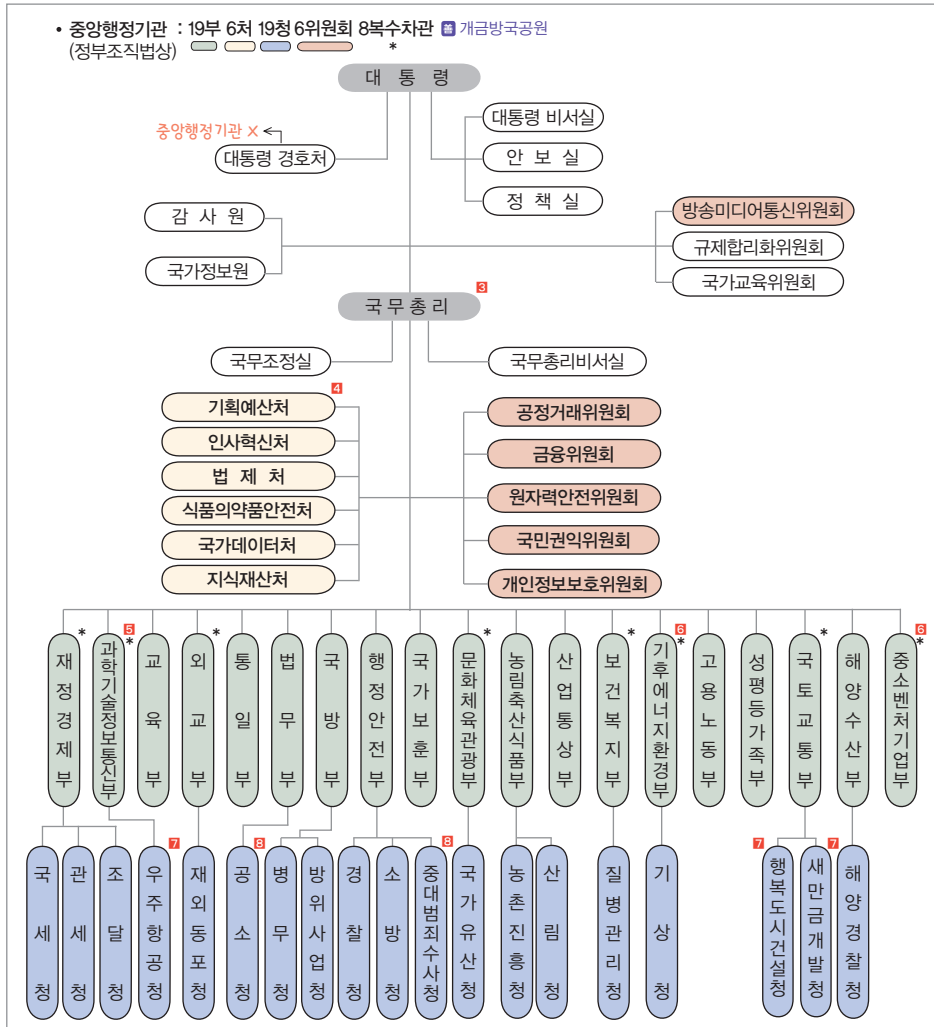 • 중앙행정기관 : 19부 6처 19청 6위원회 8복수차관 善 개금방국공원
(정부조직법상) *
대 통 령
중앙행정기관 X
대통령 비서실
대통령 경호처
안 보 실
정 책 실
감 사 원
방송미디어통신위원회
규제합리화위원회
국가정보원
국가교육위원회
국무총리 3
국무조정실
국무총리비서실
기획예산처 4
공정거래위원회
인사혁신처
금융위원회
법 제 처
식품의약품안전처
원자력안전위원회
국가데이터처
국민권익위원회
지식재산처
개인정보보호위원회
재정경제부 *
과학기술정보통신부 5 *
교육부
외교부 *
통일부
법무부
국방부
행정안전부
국가보훈부
문화체육관광부 *
농림축산식품부
산업통상부
보건복지부 *
기후에너지환경부 6 *
고용노동부
성평등가족부
국토교통부 *
해양수산부
중소벤처기업부 6 *
국세청
관세청
조달청
우주항공청 7
재외동포청
공소청 8
병무청
방위사업청
경찰청
소방청
중대범죄수사청 8
국가유산청
농촌진흥청
산림청
질병관리청
기상청
행복도시건설청 7
새만금개발청 7
해양경찰청